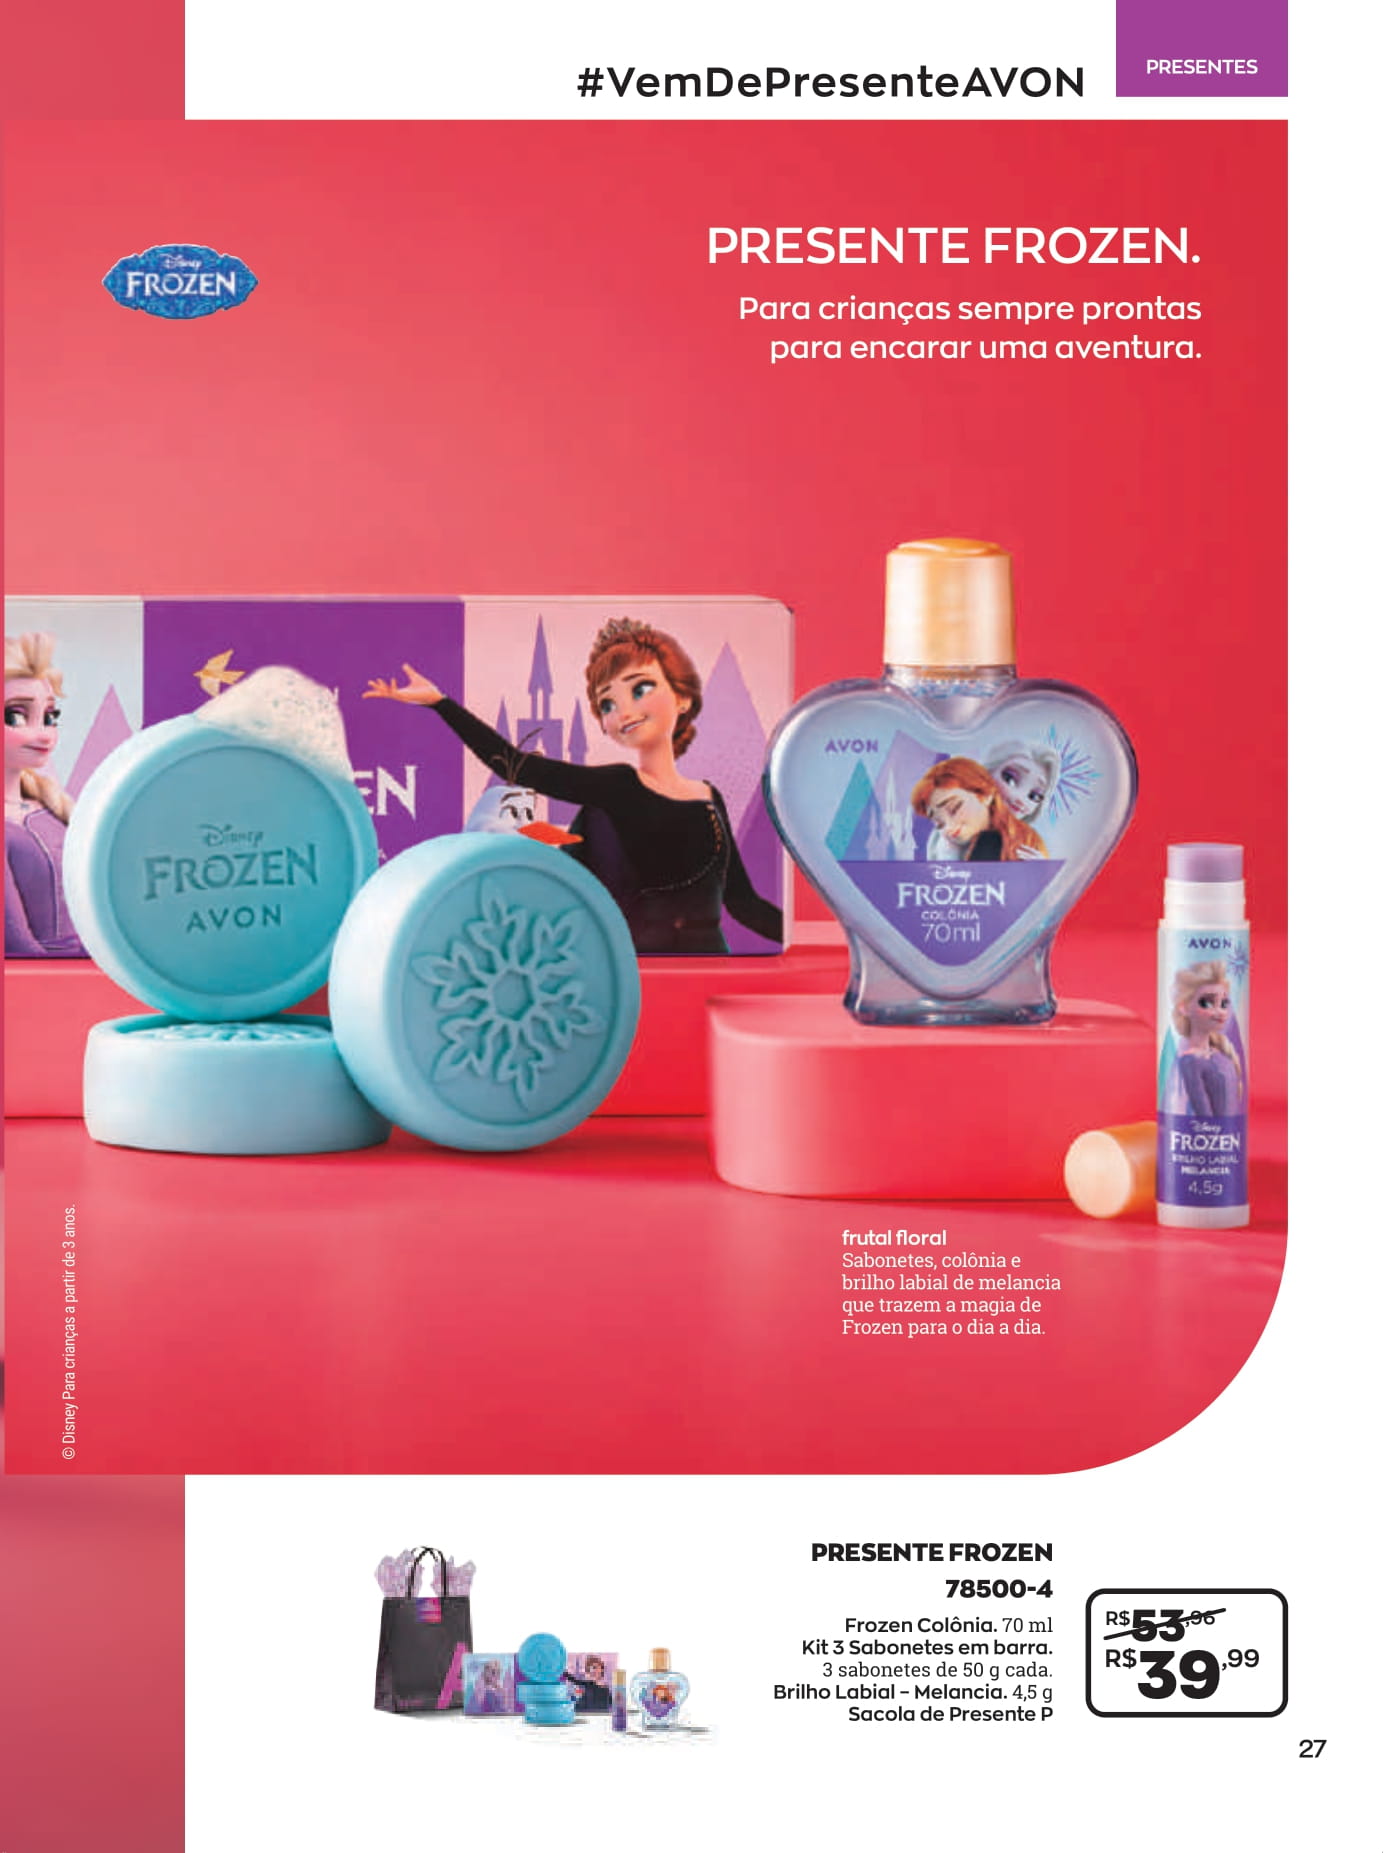 #VemDePresenteAVON
PRESENTES
Disney
FROZEN
PRESENTE FROZEN.
Para crianças sempre prontas
para encarar uma aventura.
Disney
FROZEN
AVON
AVON
Disney
FROZEN
COLÔNIA
70ml
AVON
Disney
FROZEN
BRILHO LABIAL
MELANCIA
4,5g
frutal floral
Sabonetes, colônia e
brilho labial de melancia
que trazem a magia de
Frozen para o dia a dia.
© Disney Para crianças a partir de 3 anos.
PRESENTE FROZEN
78500-4
Frozen Colônia. 70 ml
Kit 3 Sabonetes em barra.
3 sabonetes de 50 g cada.
Brilho Labial – Melancia. 4,5 g
Sacola de Presente P
R$53,96
R$39,99
27